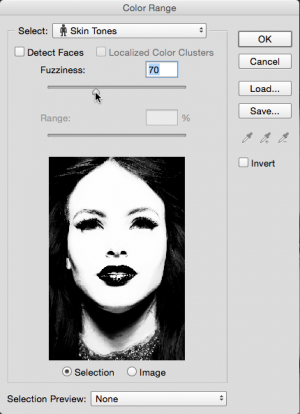 Color Range
Select: Skin Tones
OK
Detect Faces Localized Color Clusters
Cancel
Fuzziness: 70
Load...
Save...
Range: %
Invert
Selection Image
Selection Preview: None